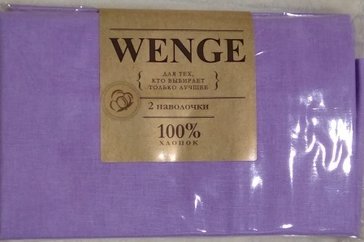 WENGE
ДЛЯ ТЕХ,
КТО ВЫБИРАЕТ
ТОЛЬКО ЛУЧШЕЕ
2 наволочки
100%
ХЛОПОК